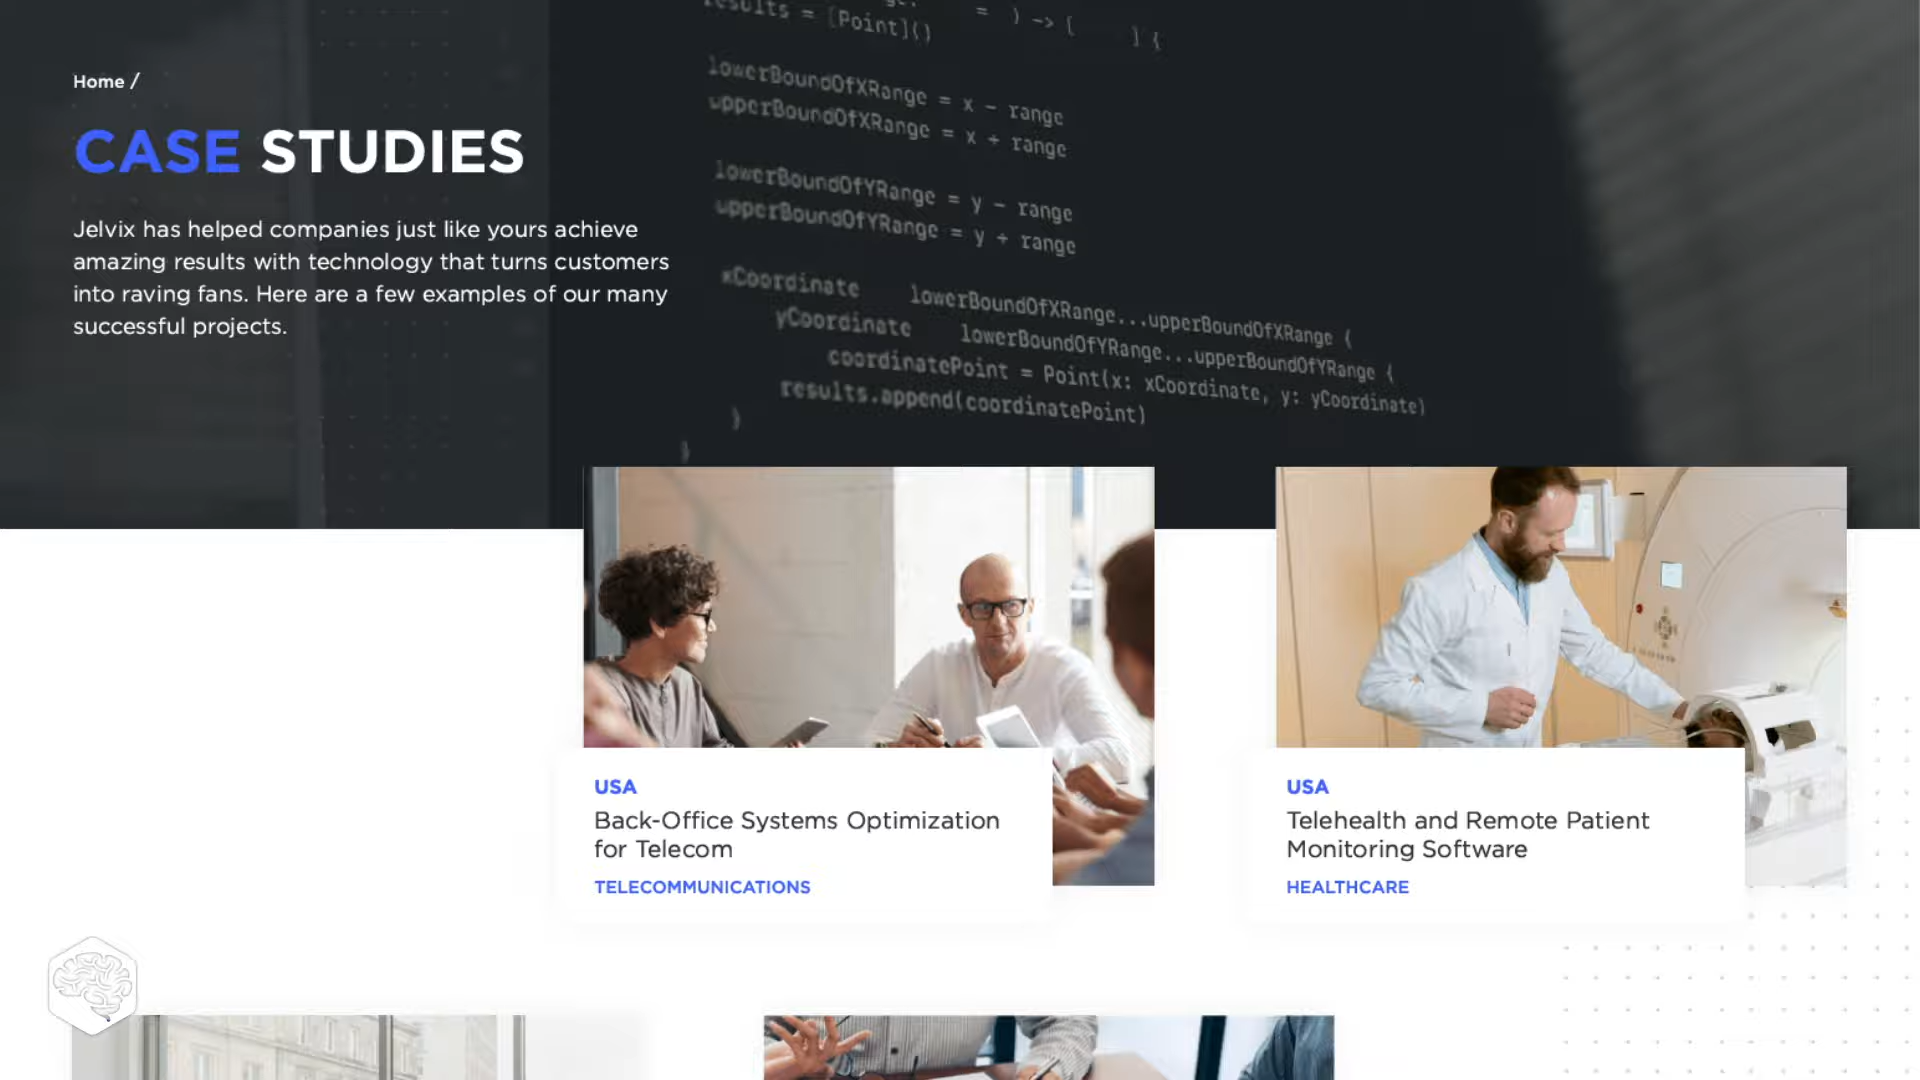 results = [Point]()
= ) -> [ ] {
lowerBoundOfXRange = x - range
upperBoundOfXRange = x + range
lowerBoundOfYRange = y - range
upperBoundOfYRange = y + range
xCoordinate lowerBoundOfXRange...upperBoundOfXRange {
yCoordinate lowerBoundOfYRange...upperBoundOfYRange {
coordinatePoint = Point(x: xCoordinate, y: yCoordinate)
results.append(coordinatePoint)
}
}
Home /
CASE STUDIES
Jelvix has helped companies just like yours achieve
amazing results with technology that turns customers
into raving fans. Here are a few examples of our many
successful projects.
USA
Back-Office Systems Optimization
for Telecom
TELECOMMUNICATIONS
USA
Telehealth and Remote Patient
Monitoring Software
HEALTHCARE